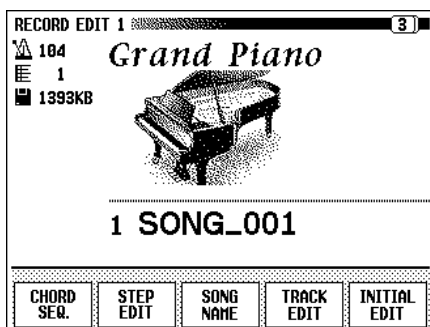 RECORD EDIT 1
3
104
Grand Piano
1
1393KB
1 SONG_001
CHORD SEQ.
STEP EDIT
SONG NAME
TRACK EDIT
INITIAL EDIT